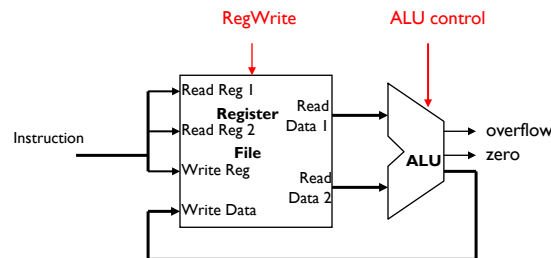 RegWrite
ALU control
Instruction
Read Reg 1
Register
Read Reg 2
File
Write Reg
Write Data
Read
Data 1
Read
Data 2
ALU
overflow
zero